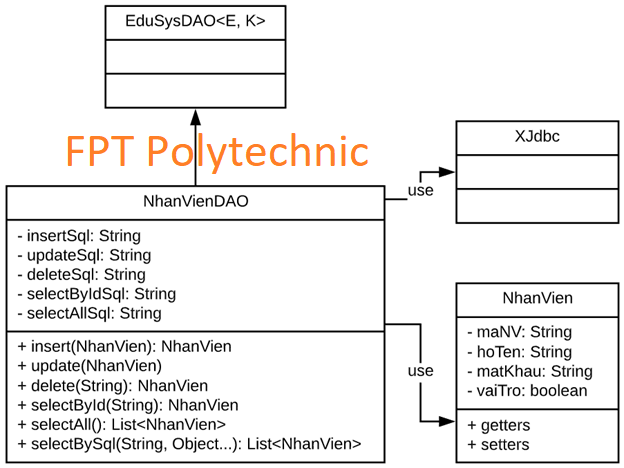 EduSysDAO<E, K>
FPT Polytechnic
XJdbc
use
NhanVienDAO
- insertSql: String
- updateSql: String
- deleteSql: String
- selectByIdSql: String
- selectAllSql: String
+ insert(NhanVien): NhanVien
+ update(NhanVien)
+ delete(String): NhanVien
+ selectById(String): NhanVien
+ selectAll(): List<NhanVien>
+ selectBySql(String, Object...): List<NhanVien>
use
NhanVien
- maNV: String
- hoTen: String
- matKhau: String
- vaiTro: boolean
+ getters
+ setters